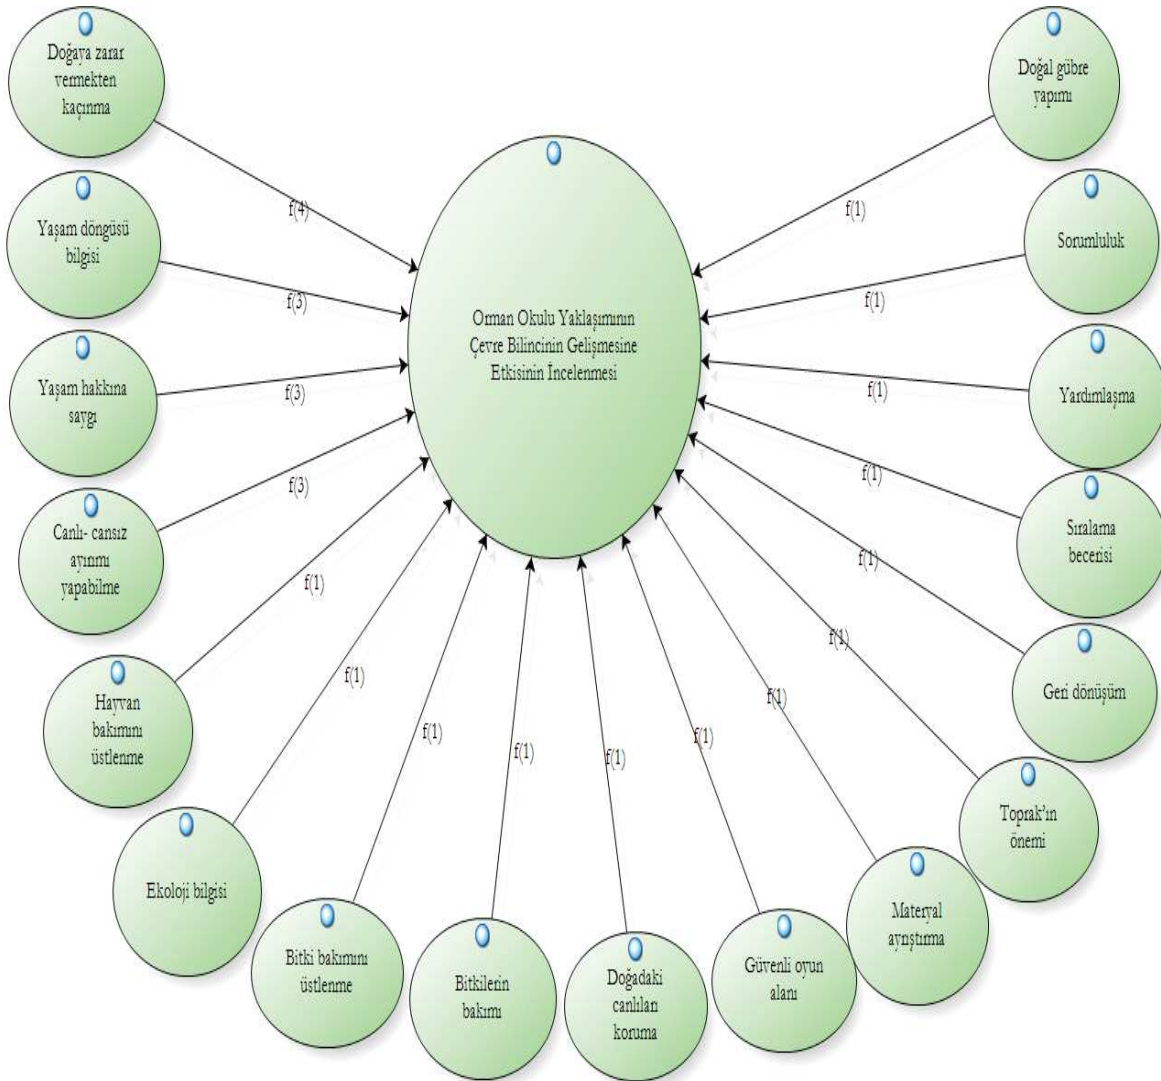 Doğaya zarar
vermekten
kaçınma
Doğal gübre
yapımı
Yaşam döngüsü
bilgisi
Sorumluluk
Orman Okulu Yaklaşımının
Çevre Bilincinin Gelişmesine
Etkisinin İncelenmesi
Yaşam hakkına
saygı
Yardımlaşma
Canlı- cansız
ayırımı
yapabilme
Sıralama
becerisi
Hayvan
bakımını
üstlenme
Geri dönüşüm
Ekoloji bilgisi
Toprak’ın
önemi
Bitki bakımını
üstlenme
Bitkilerin
bakımı
Doğadaki
canlıları
koruma
Güvenli oyun
alanı
Materyal
ayrıştırma
f(4)
f(3)
f(3)
f(3)
f(1)
f(1)
f(1)
f(1)
f(1)
f(1)
f(1)
f(1)
f(1)
f(1)
f(1)
f(1)
f(1)